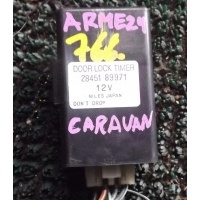 ARME24
766.
DOOR LOCK TIMER
28451 89971
12V
NILES JAPAN
DON'T DROP
CARAVAN